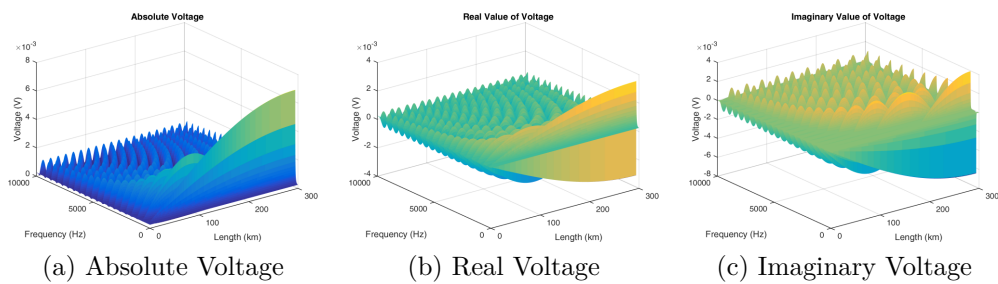 Absolute Voltage
×10⁻³
8
6
4
2
0
10000
5000
0
0
100
200
300
Voltage (V)
Frequency (Hz)
Length (km)
(a) Absolute Voltage
Real Value of Voltage
×10⁻³
4
2
0
-2
-4
10000
5000
0
0
100
200
300
Voltage (V)
Frequency (Hz)
Length (km)
(b) Real Voltage
Imaginary Value of Voltage
×10⁻³
4
2
0
-2
-4
-6
-8
10000
5000
0
0
100
200
300
Voltage (V)
Frequency (Hz)
Length (km)
(c) Imaginary Voltage